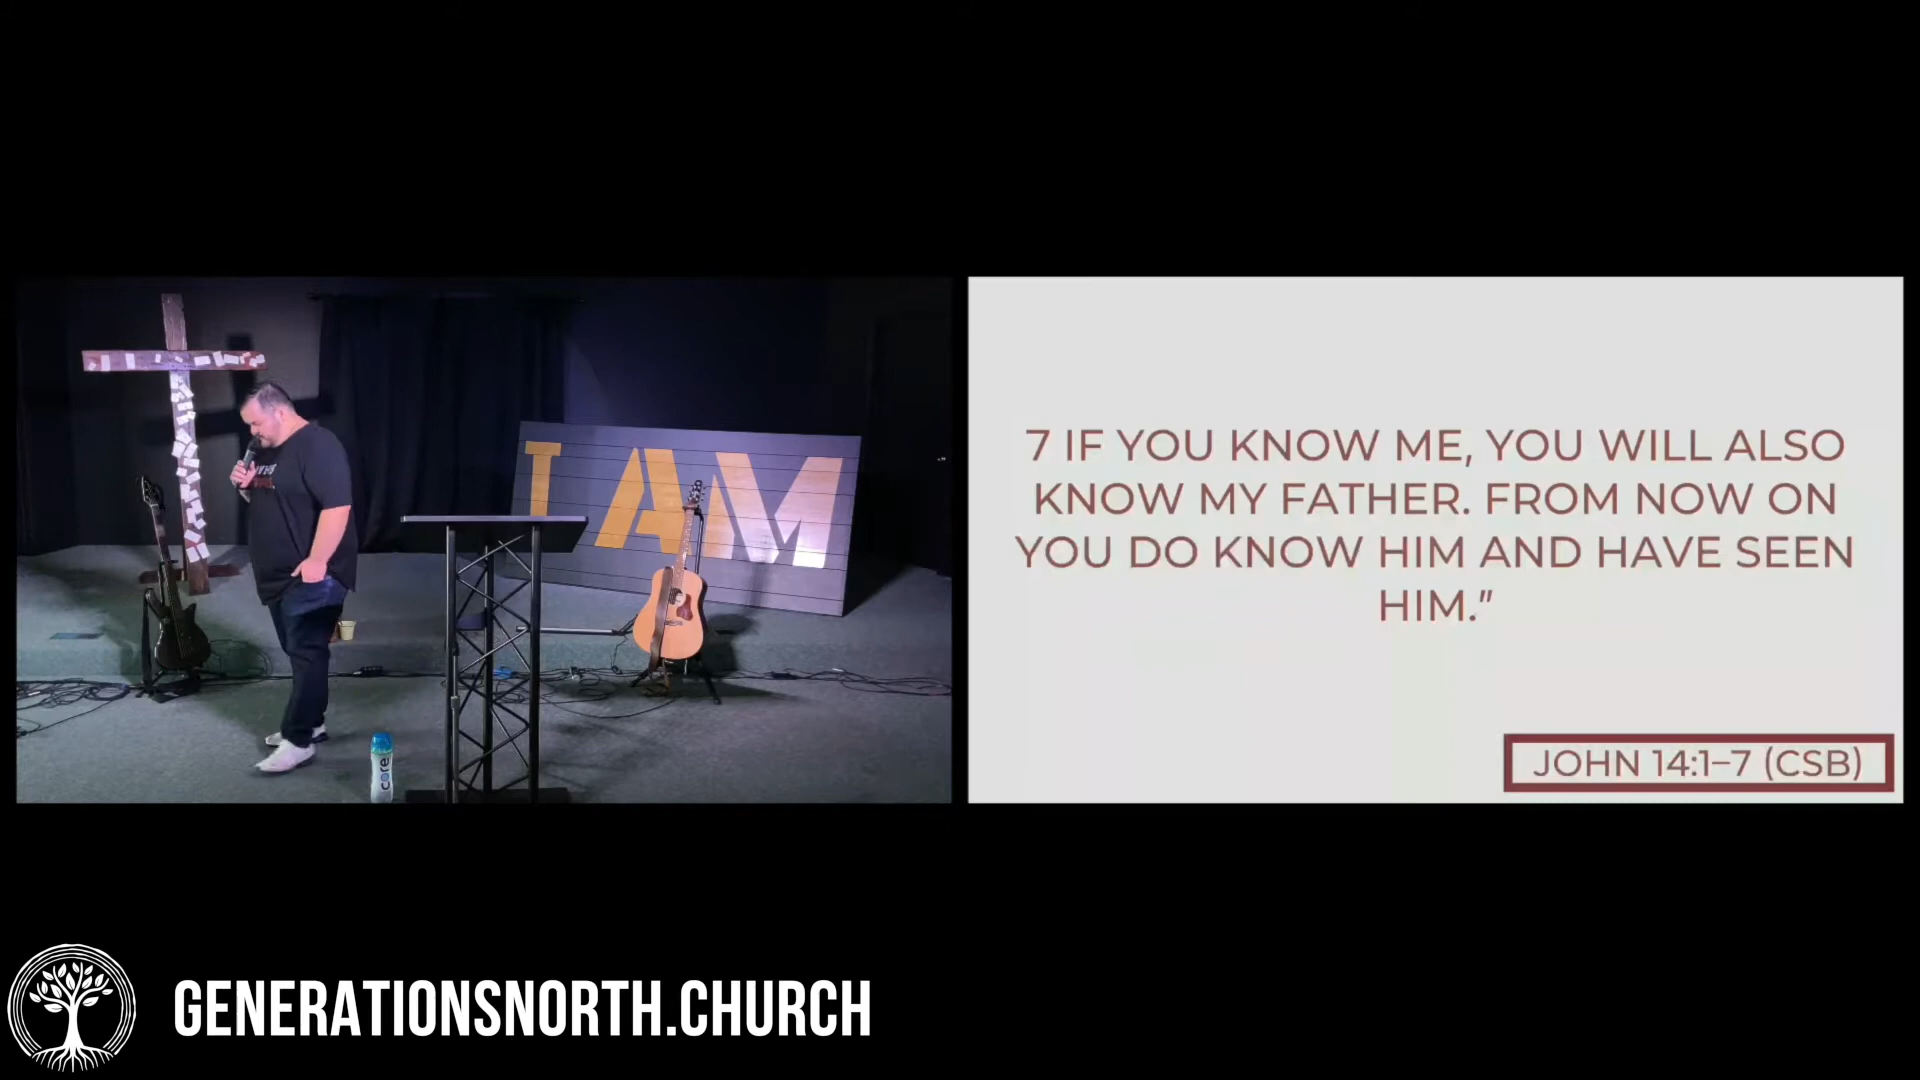 I AM
core
7 IF YOU KNOW ME, YOU WILL ALSO
KNOW MY FATHER. FROM NOW ON
YOU DO KNOW HIM AND HAVE SEEN
HIM."
JOHN 14:1–7 (CSB)
GENERATIONSNORTH.CHURCH